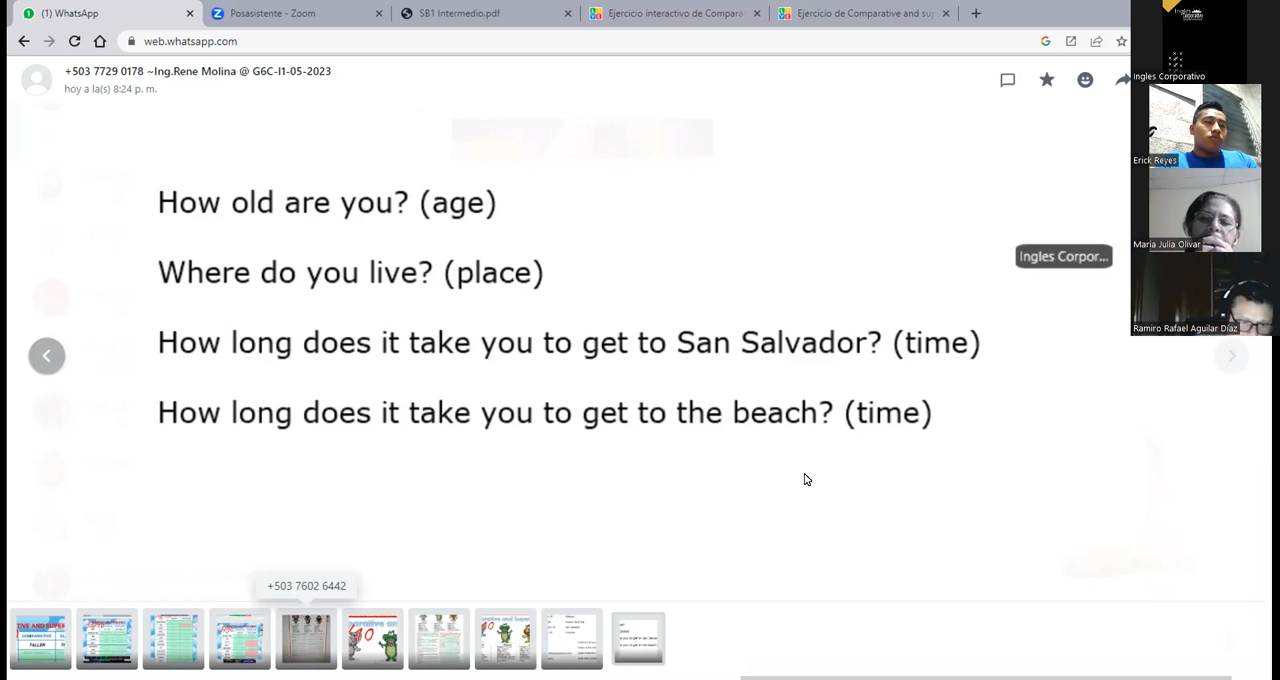 (1) WhatsApp
Posasistente - Zoom
SB1 Intermedio.pdf
Ejercicio interactivo de Compara
Ejercicio de Comparative and su
web.whatsapp.com
+503 7729 0178 ~Ing.Rene Molina @ G6C-I1-05-2023
hoy a la(s) 8:24 p. m.
Ingles Corporativo
Erick Reyes
Maria Julia Olivar
Ramiro Rafael Aguilar Díaz
Ingles Corpor...
How old are you? (age)
Where do you live? (place)
How long does it take you to get to San Salvador? (time)
How long does it take you to get to the beach? (time)
+503 7602 6442